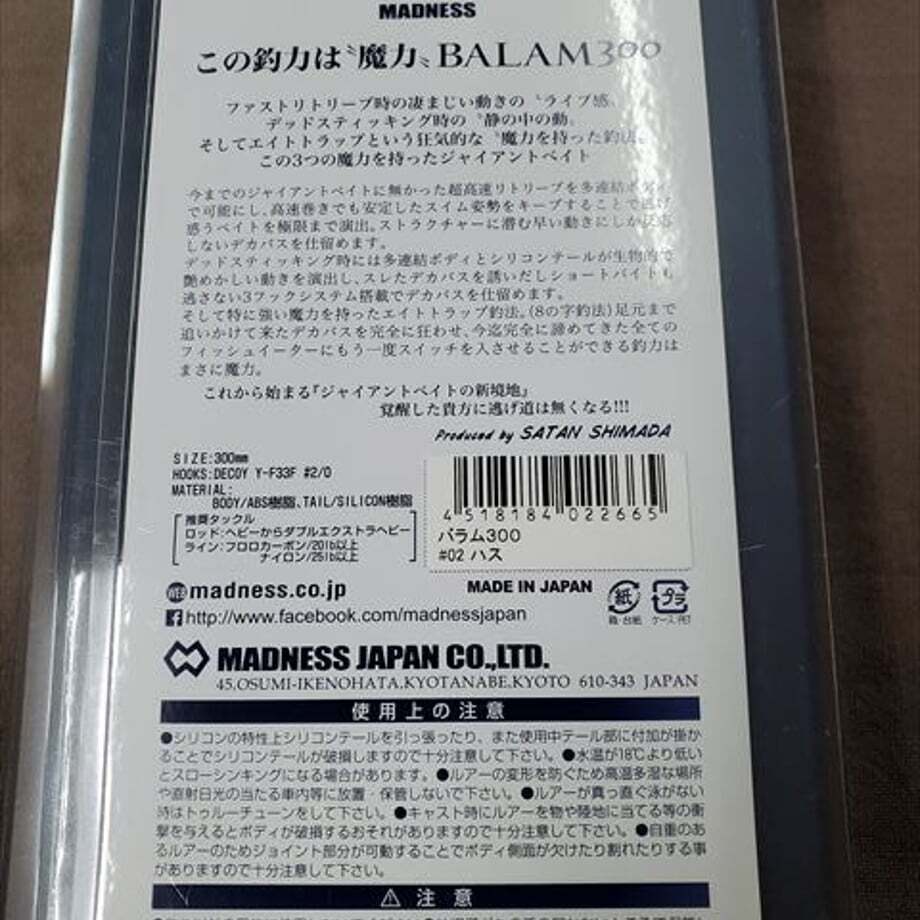 MADNESS
この釣力は〝魔力〟BALAM300
ファストリトリーブ時の凄まじい動きの〝ライブ感〟
デッドスティッキング時の〝静の中の動〟
そしてエイトトラップという狂気的な〝魔力を持った釣法〟
この3つの魔力を持ったジャイアントベイト
今までのジャイアントベイトに無かった超高速リトリーブを多連結ボディ
で可能にし、高速巻きでも安定したスイム姿勢をキープすることで逃げ
惑うベイトを極限まで演出。ストラクチャーに潜む早い動きにしか反応
しないデカバスを仕留めます。
デッドスティッキング時には多連結ボディとシリコンテールが生物的で
艶めかしい動きを演出し、スレたデカバスを誘いだしショートバイトも
逃さない3フックシステム搭載でデカバスを仕留めます。
そして特に強い魔力を持ったエイトトラップ釣法。(8の字釣法)足元まで
追いかけて来たデカバスを完全に狂わせ、今迄完全に諦めてきた全ての
フィッシュイーターにもう一度スイッチを入させることができる釣力は
まさに魔力。
これから始まる『ジャイアントベイトの新境地』
覚醒した貴方に逃げ道は無くなる!!!
Produced by SATAN SHIMADA
SIZE:300mm
HOOKS:DECOY Y-F33F #2/0
MATERIAL:
BODY/ABS樹脂、TAIL/SILICON樹脂
推奨タックル
ロッド:ヘビーからダブルエクストラヘビー
ライン:フロロカーボン/20lb以上
ナイロン/25lb以上
4 518184 022665
バラム300
#02 ハス
WEB madness.co.jp
MADE IN JAPAN
http://www.facebook.com/madnessjapan
紙
箱・台紙
プラ
ケース/PET
MADNESS JAPAN CO.,LTD.
45,OSUMI-IKENOHATA,KYOTANABE,KYOTO 610-343 JAPAN
使用上の注意
●シリコンの特性上シリコンテールを引っ張ったり、また使用中テール部に付加が掛か
ることでシリコンテールが破損しますので十分注意して下さい。●水温が18℃より低い
とスローシンキングになる場合があります。●ルアーの変形を防ぐため高温多湿な場所
や直射日光の当たる車内等に放置・保管しないで下さい。●ルアーが真っ直ぐ泳がない
時はトゥルーチューンをして下さい。●キャスト時にルアーを物や陸地に当てる等の衝
撃を与えるとボディが破損するおそれがありますので十分注意して下さい。●自重のあ
るルアーのためジョイント部分が可動することでボディ側面が欠けたり割れたりする事
がありますので十分注意して下さい。
⚠注意